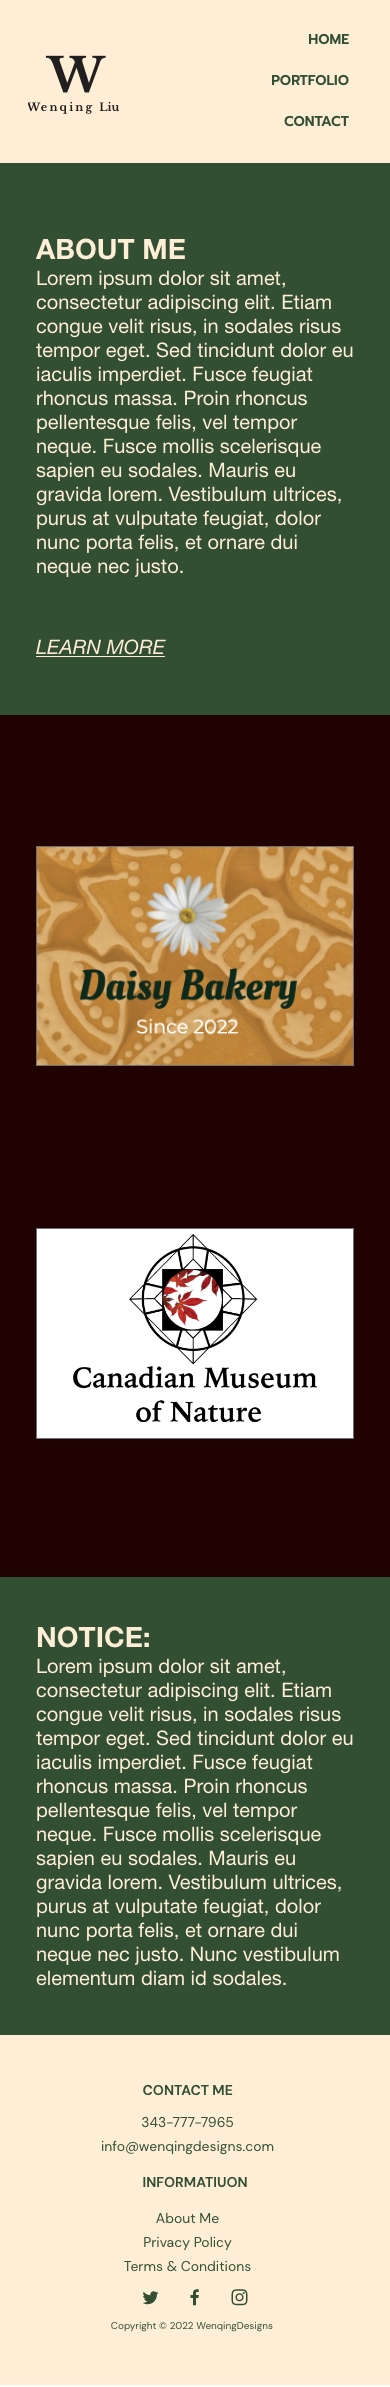 W
Wenqing Liu
HOME
PORTFOLIO
CONTACT
ABOUT ME
Lorem ipsum dolor sit amet,
consectetur adipiscing elit. Etiam
congue velit risus, in sodales risus
tempor eget. Sed tincidunt dolor eu
iaculis imperdiet. Fusce feugiat
rhoncus massa. Proin rhoncus
pellentesque felis, vel tempor
neque. Fusce mollis scelerisque
sapien eu sodales. Mauris eu
gravida lorem. Vestibulum ultrices,
purus at vulputate feugiat, dolor
nunc porta felis, et ornare dui
neque nec justo.
LEARN MORE
Daisy Bakery
Since 2022
Canadian Museum
of Nature
NOTICE:
Lorem ipsum dolor sit amet,
consectetur adipiscing elit. Etiam
congue velit risus, in sodales risus
tempor eget. Sed tincidunt dolor eu
iaculis imperdiet. Fusce feugiat
rhoncus massa. Proin rhoncus
pellentesque felis, vel tempor
neque. Fusce mollis scelerisque
sapien eu sodales. Mauris eu
gravida lorem. Vestibulum ultrices,
purus at vulputate feugiat, dolor
nunc porta felis, et ornare dui
neque nec justo. Nunc vestibulum
elementum diam id sodales.
CONTACT ME
343-777-7965
info@wenqingdesigns.com
INFORMATIUON
About Me
Privacy Policy
Terms & Conditions
Copyright © 2022 WenqingDesigns